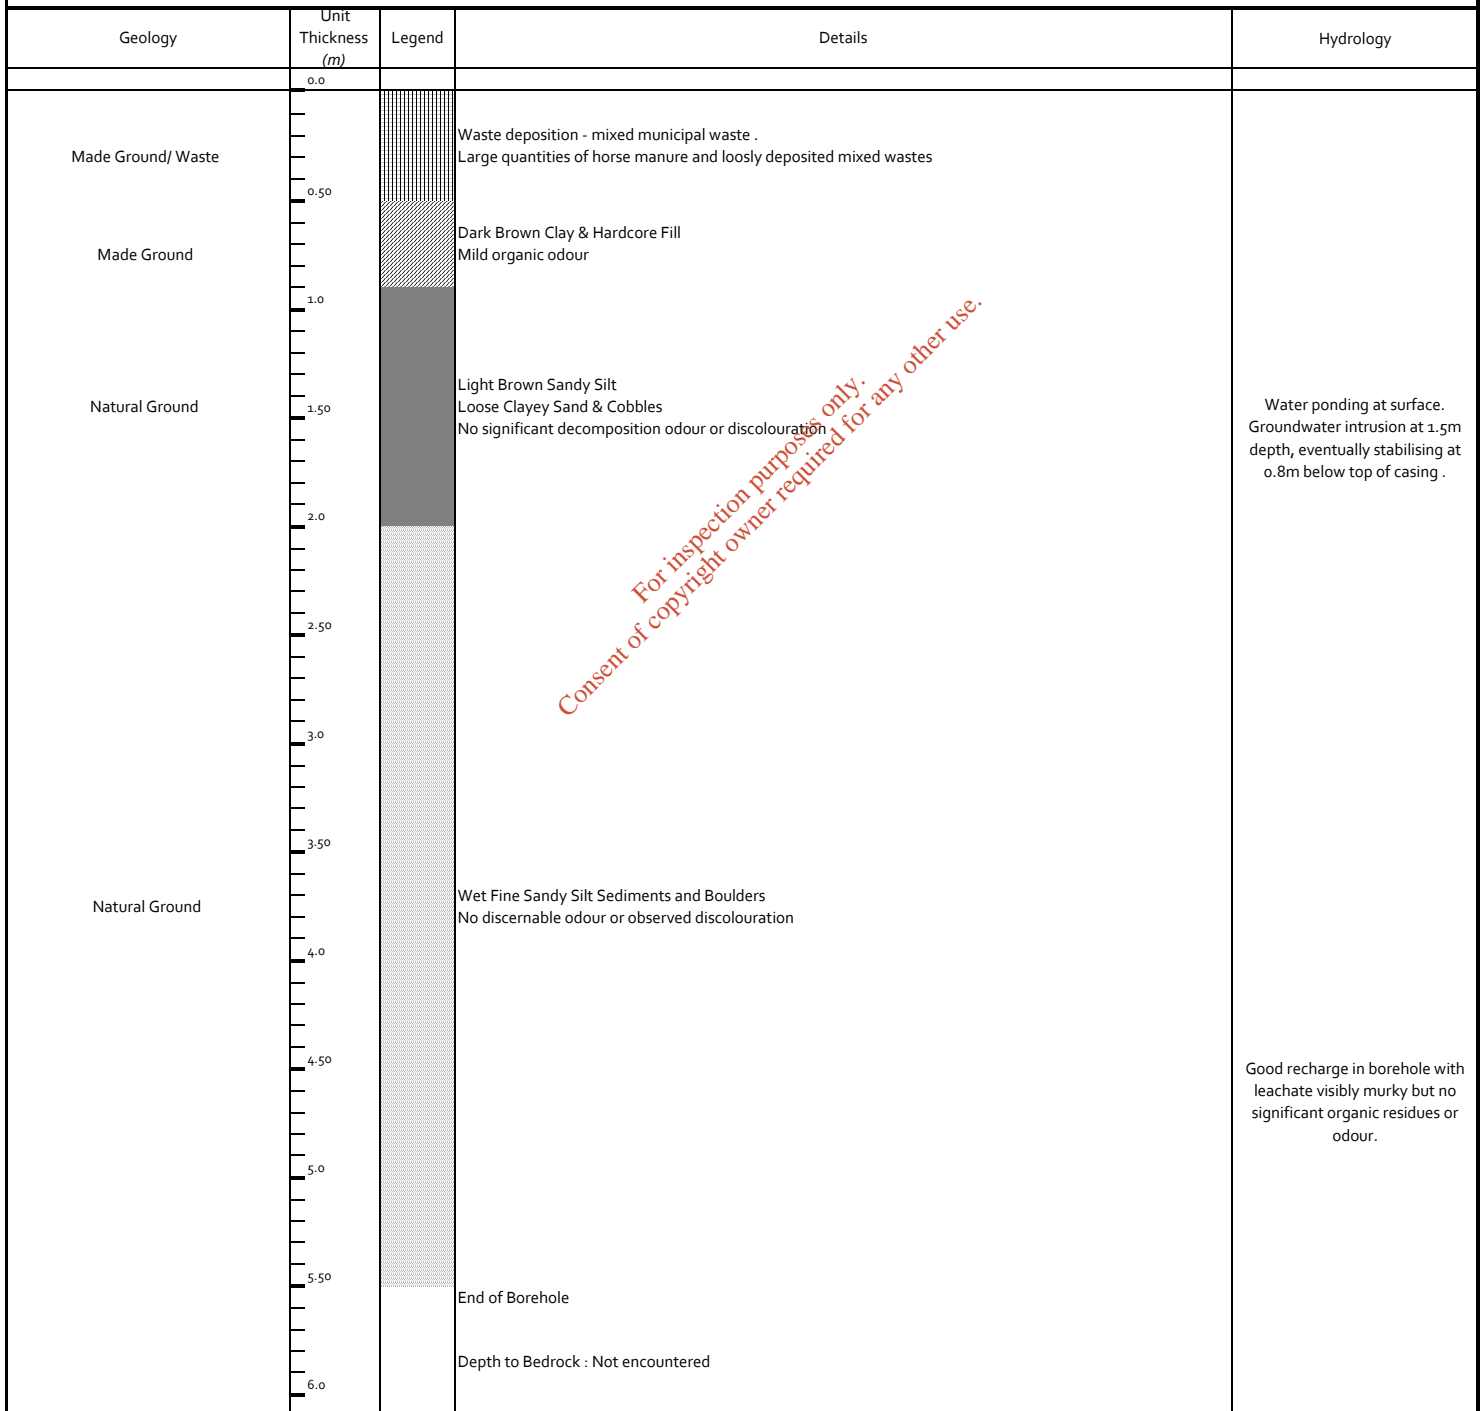 Geology
Unit
Thickness
(m)
Legend
Details
Hydrology
0.0
Made Ground/ Waste
Waste deposition - mixed municipal waste .
Large quantities of horse manure and loosly deposited mixed wastes
0.50
Made Ground
Dark Brown Clay & Hardcore Fill
Mild organic odour
1.0
Natural Ground
1.50
Light Brown Sandy Silt
Loose Clayey Sand & Cobbles
No significant decomposition odour or discolouration
Water ponding at surface.
Groundwater intrusion at 1.5m
depth, eventually stabilising at
0.8m below top of casing .
For inspection purposes only.
Consent of copyright owner required for any other use.
2.0
2.50
3.0
3.50
Natural Ground
Wet Fine Sandy Silt Sediments and Boulders
No discernable odour or observed discolouration
4.0
4.50
Good recharge in borehole with
leachate visibly murky but no
significant organic residues or
odour.
5.0
5.50
End of Borehole
Depth to Bedrock : Not encountered
6.0